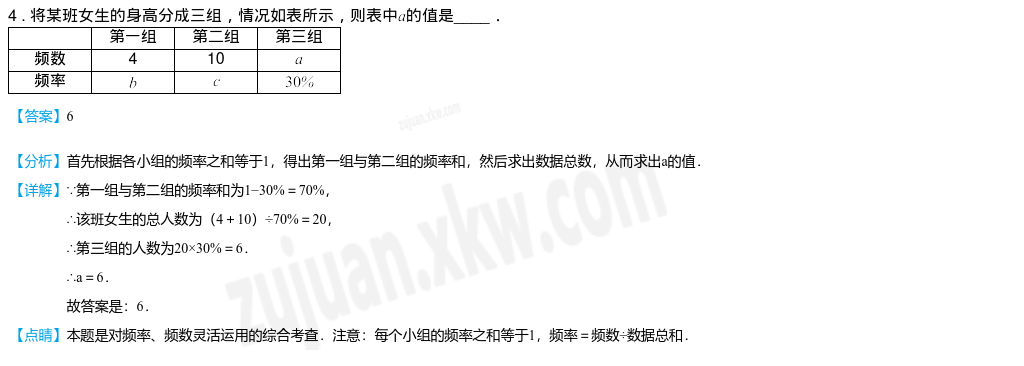 4．将某班女生的身高分成三组，情况如表所示，则表中a的值是_____．
第一组 第二组 第三组
频数 4 10 a
频率 b c 30%
【答案】6
zujuan.xkw.com
【分析】首先根据各小组的频率之和等于1，得出第一组与第二组的频率和，然后求出数据总数，从而求出a的值．
【详解】∵第一组与第二组的频率和为1−30%＝70%，
∴该班女生的总人数为（4＋10）÷70%＝20，
∴第三组的人数为20×30%＝6．
∴a＝6．
故答案是：6．
zujuan.xkw.com
【点睛】本题是对频率、频数灵活运用的综合考查．注意：每个小组的频率之和等于1，频率＝频数÷数据总和．